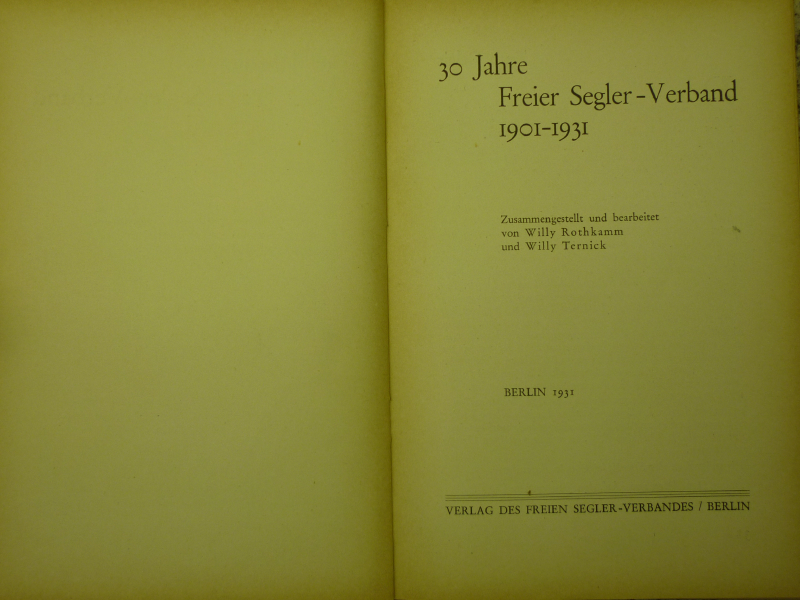 30 Jahre
Freier Segler-Verband
1901-1931
Zusammengestellt und bearbeitet
von Willy Rothkamm
und Willy Ternick
BERLIN 1931
VERLAG DES FREIEN SEGLER-VERBANDES / BERLIN